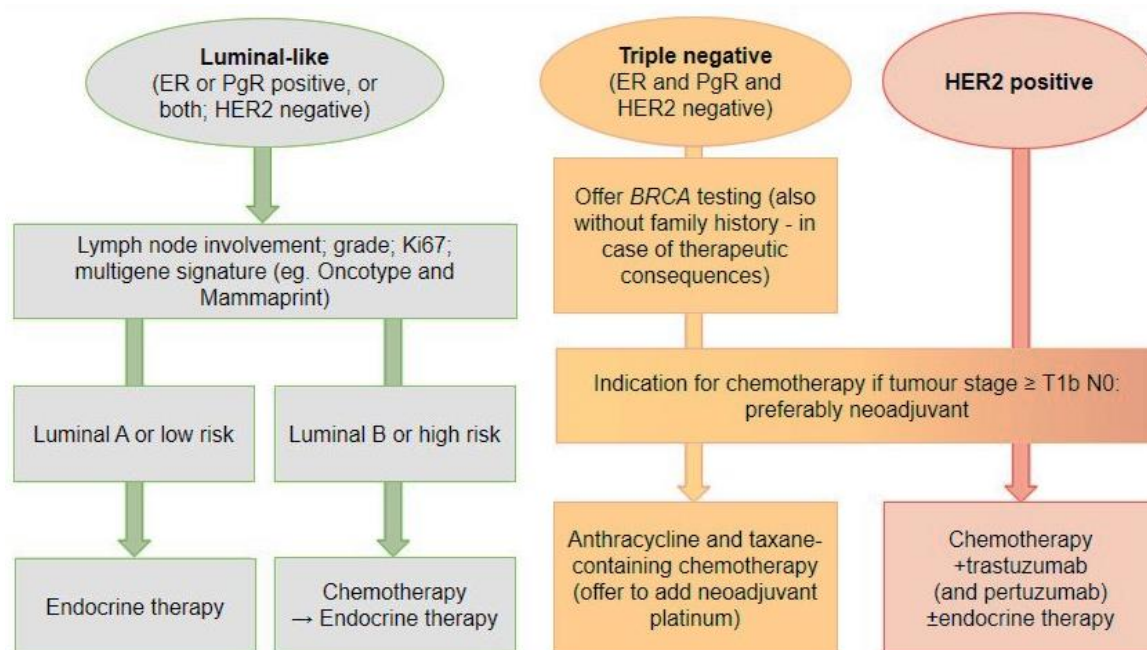 Luminal-like
(ER or PgR positive, or
both; HER2 negative)
Triple negative
(ER and PgR and
HER2 negative)
HER2 positive
Lymph node involvement; grade; Ki67;
multigene signature (eg. Oncotype and
Mammaprint)
Offer BRCA testing (also
without family history - in
case of therapeutic
consequences)
Indication for chemotherapy if tumour stage ≥ T1b N0:
preferably neoadjuvant
Luminal A or low risk
Luminal B or high risk
Endocrine therapy
Chemotherapy
→ Endocrine therapy
Anthracycline and taxane-
containing chemotherapy
(offer to add neoadjuvant
platinum)
Chemotherapy
+trastuzumab
(and pertuzumab)
±endocrine therapy